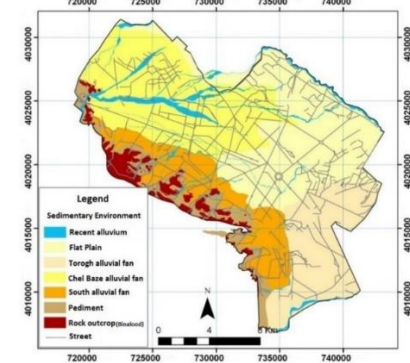 720000 725000 730000 735000 740000
4030000 4030000
4025000 4025000
4020000 4020000
4015000 4015000
4010000 4010000
Legend
Sedimentary Environment
Recent alluvium
Flat Plain
Torogh alluvial fan
Chel Baze alluvial fan
South alluvial fan
Pediment
Rock outcrop(Binalood)
Street
N
0 4 8 Km
720000 725000 730000 735000 740000